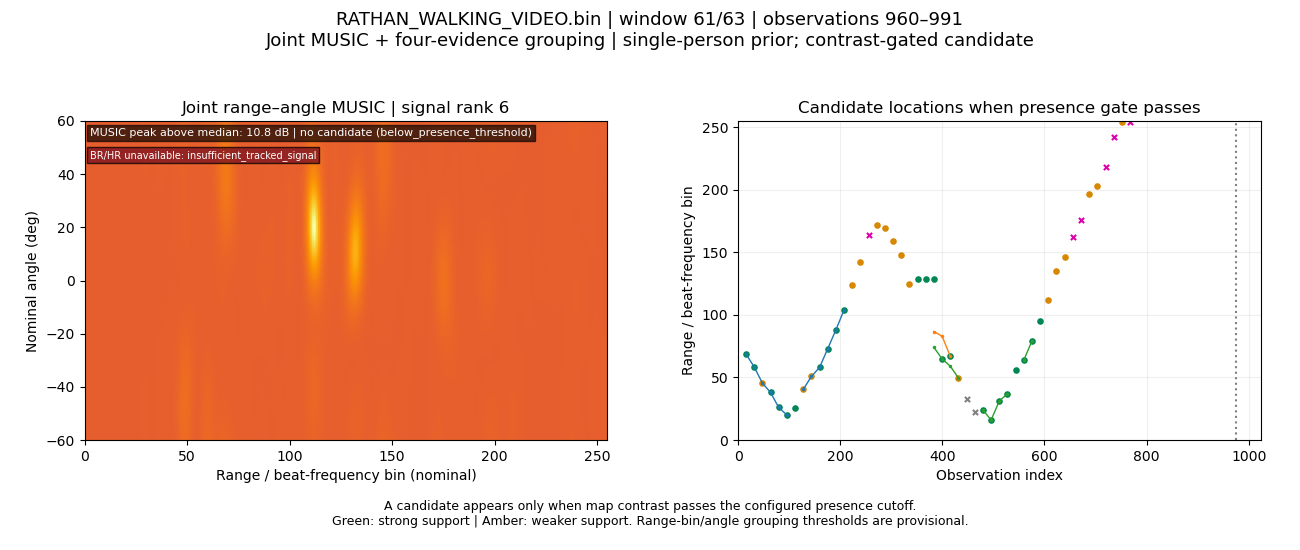 RATHAN_WALKING_VIDEO.bin | window 61/63 | observations 960–991
Joint MUSIC + four-evidence grouping | single-person prior; contrast-gated candidate
Joint range–angle MUSIC | signal rank 6
MUSIC peak above median: 10.8 dB | no candidate (below_presence_threshold)
BR/HR unavailable: insufficient_tracked_signal
60
40
20
0
−20
−40
−60
Nominal angle (deg)
0
50
100
150
200
250
Range / beat-frequency bin (nominal)
Candidate locations when presence gate passes
250
200
150
100
50
0
Range / beat-frequency bin
0
200
400
600
800
1000
Observation index
A candidate appears only when map contrast passes the configured presence cutoff.
Green: strong support | Amber: weaker support. Range-bin/angle grouping thresholds are provisional.